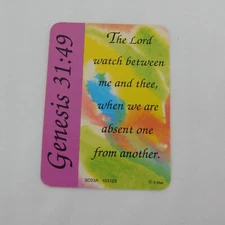 Genesis 31:49
The Lord
watch between
me and thee,
when we are
absent one
from another.